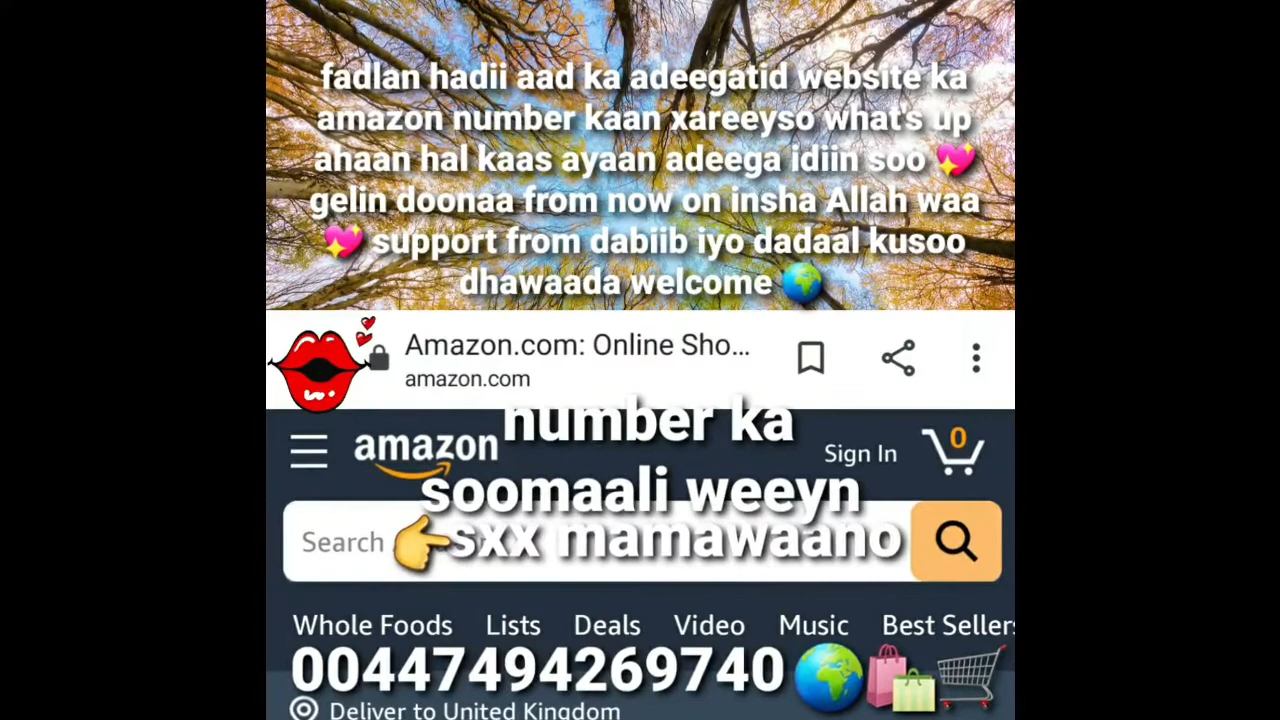 fadlan hadii aad ka adeegatid website ka
amazon number kaan xareeyso what's up
ahaan hal kaas ayaan adeega idiin soo 💖
gelin doonaa from now on insha Allah waa
💖 support from dabiib iyo dadaal kusoo
dhawaada welcome 🌍
Amazon.com: Online Sho...
amazon.com
number ka
amazon
Sign In
0
soomaali weeyn
Search
👉sxx mamawaano
Whole Foods Lists Deals Video Music Best Sellers
00447494269740 🌍🛍🛒
Deliver to United Kingdom